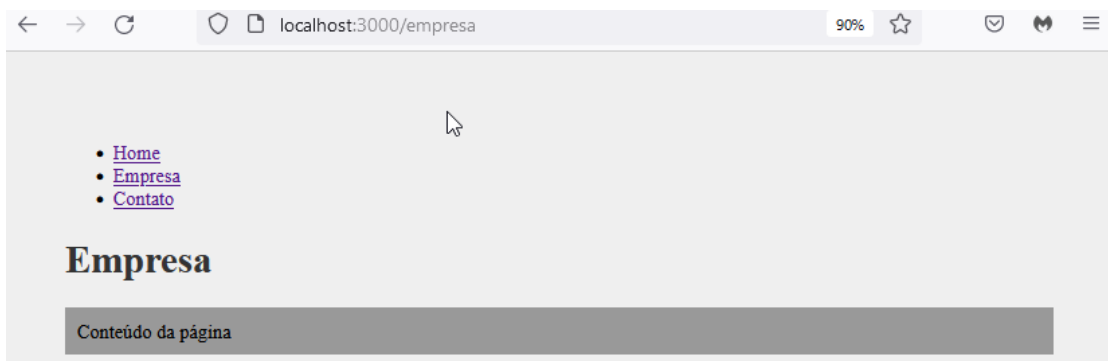 localhost:3000/empresa
90%
Home
Empresa
Contato
Empresa
Conteúdo da página